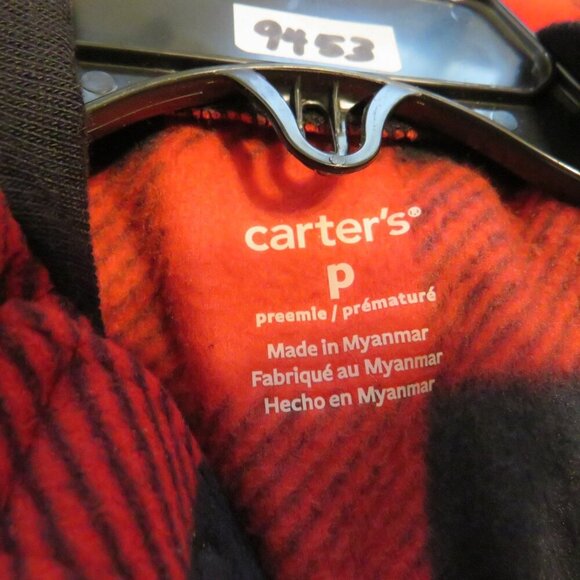 9453
carter's®
p
preemie / prématuré
Made in Myanmar
Fabriqué au Myanmar
Hecho en Myanmar